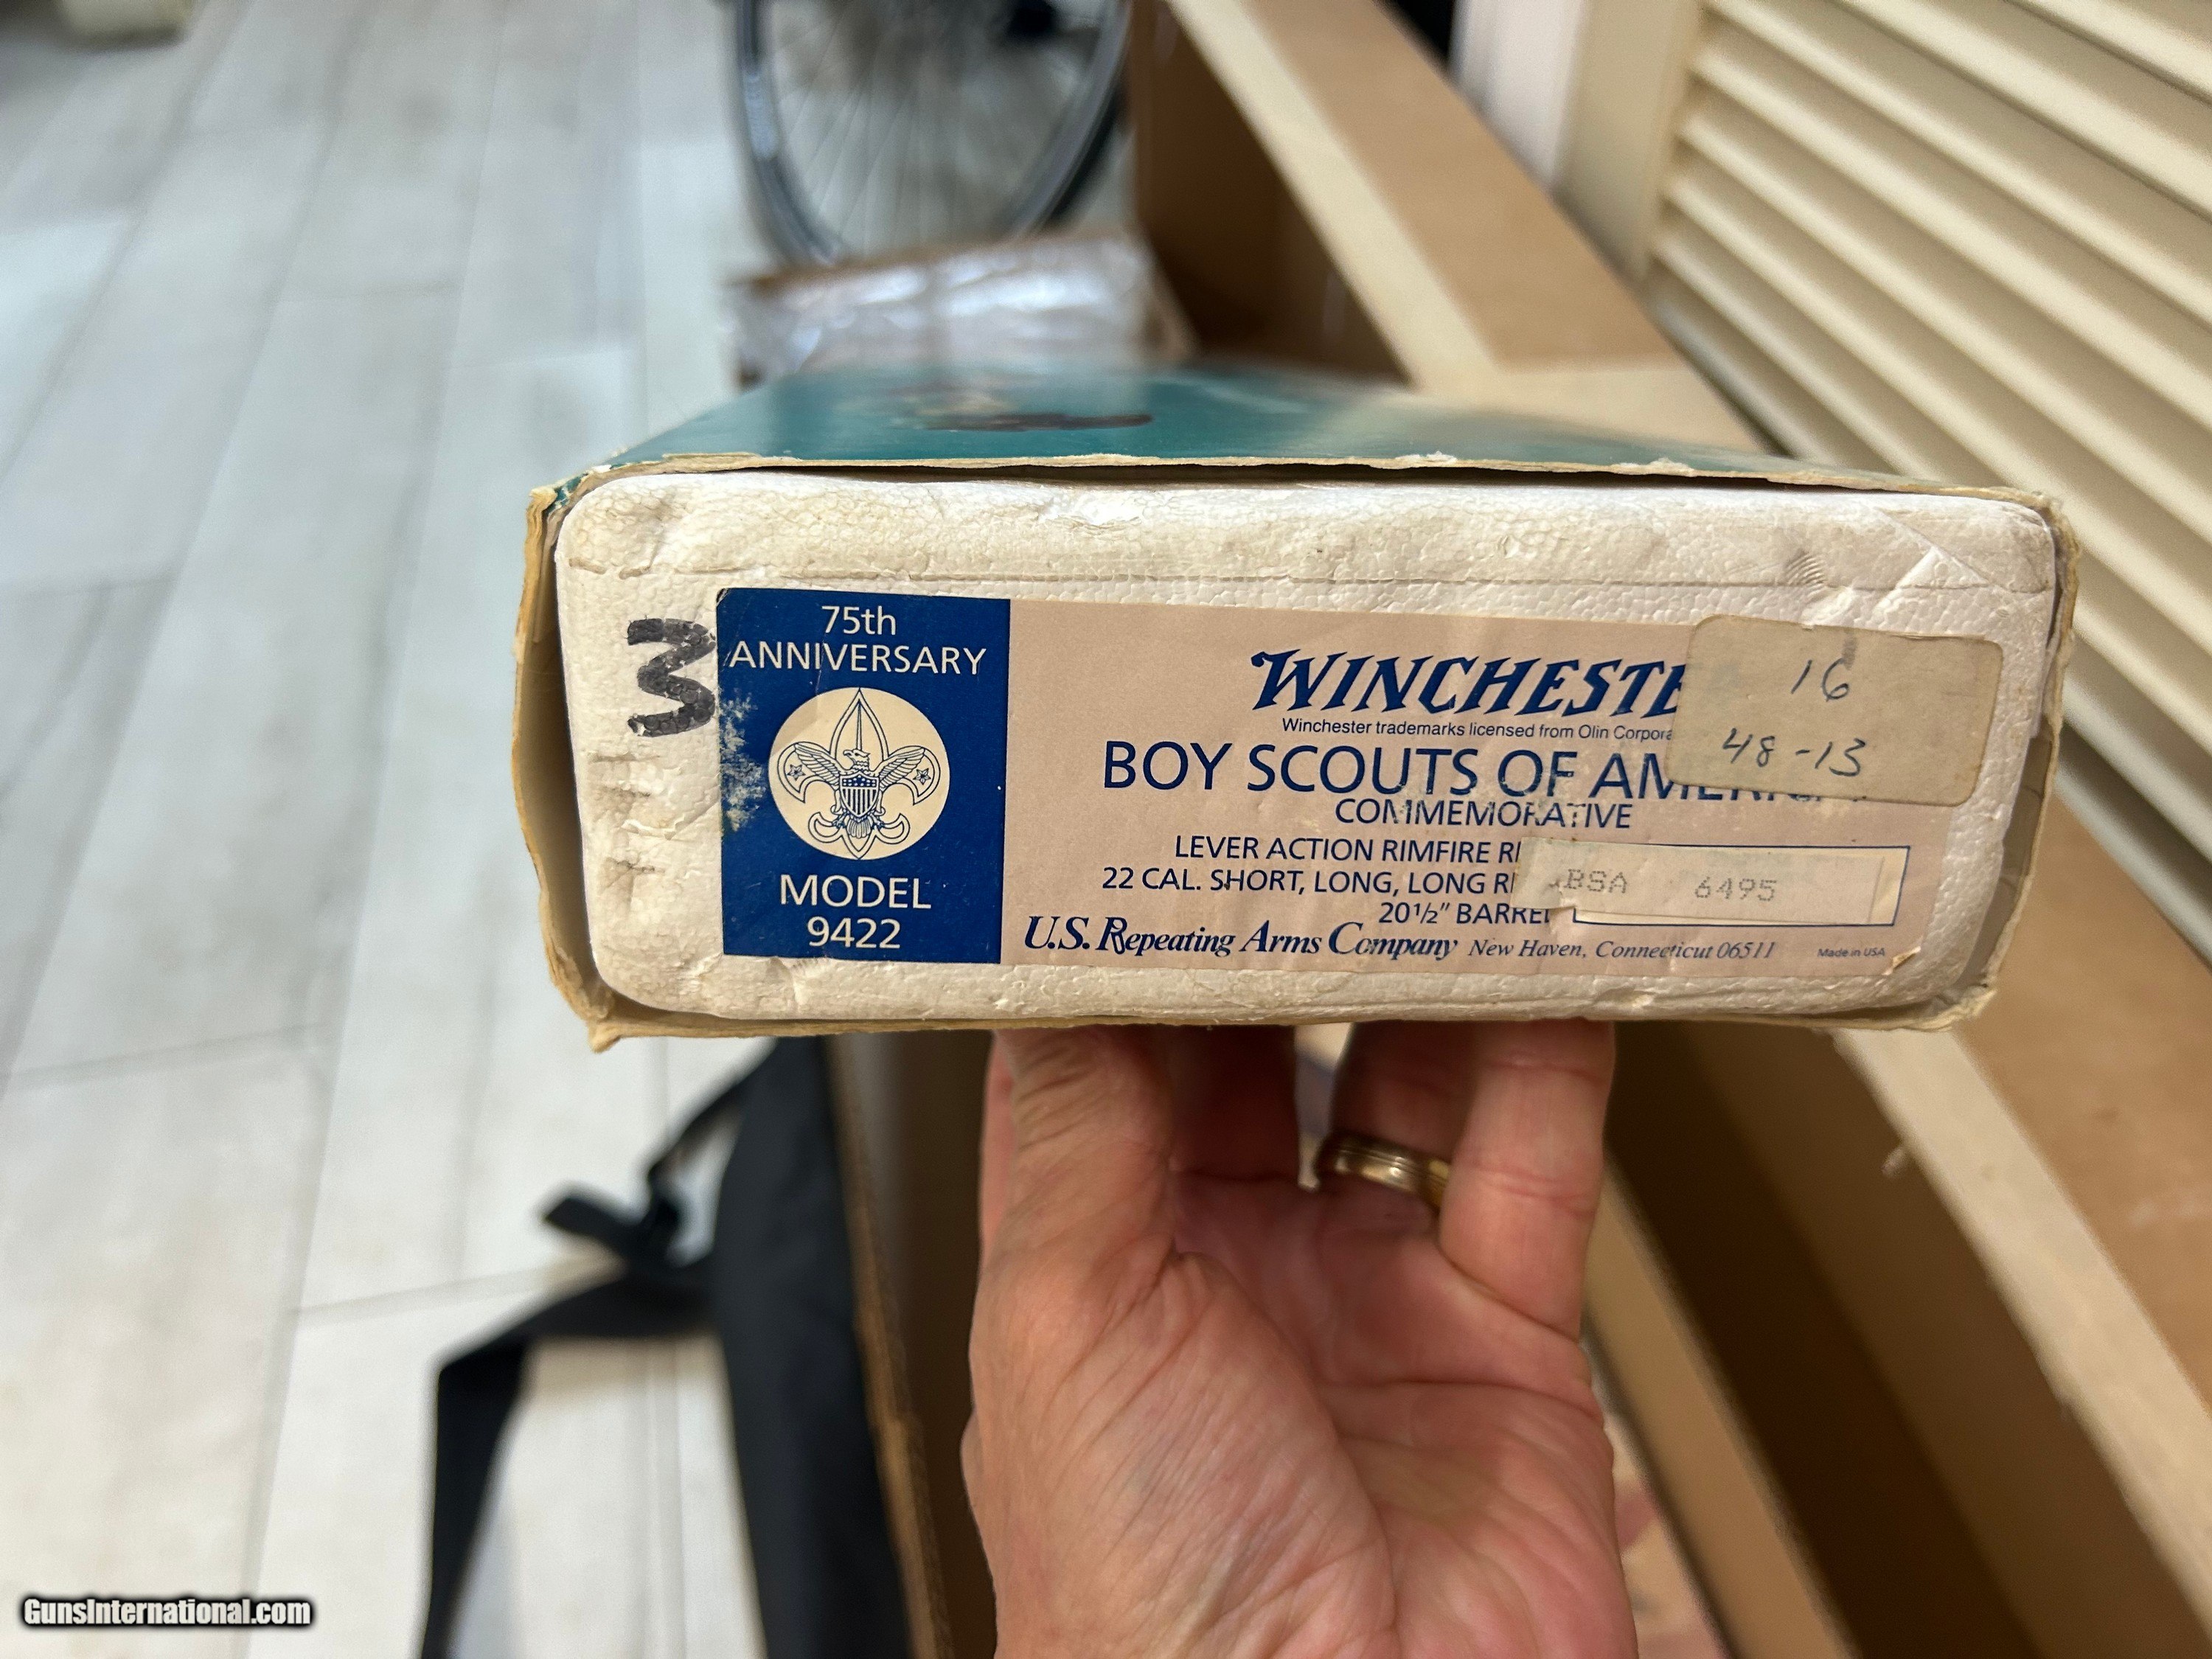 3
75th
ANNIVERSARY
MODEL
9422
WINCHESTE
Winchester trademarks licensed from Olin Corpora
BOY SCOUTS OF AMERICA
COMMEMORATIVE
LEVER ACTION RIMFIRE RI
22 CAL. SHORT, LONG, LONG RI
20½" BARREL
16
48-13
BSA 6495
U.S. Repeating Arms Company New Haven, Connecticut 06511
Made in USA
GunsInternational.com